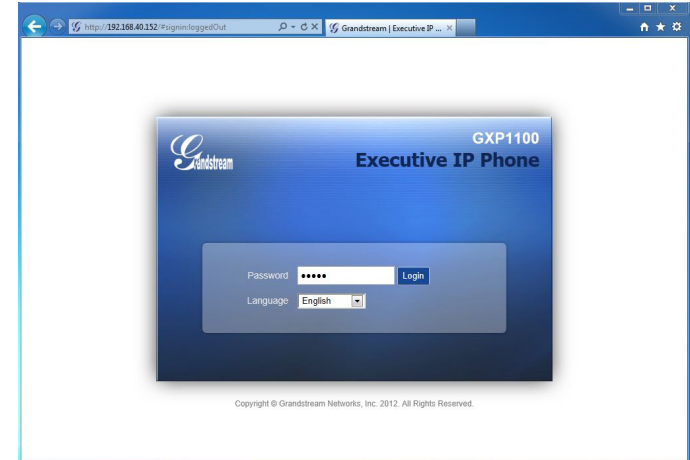 http://192.168.40.152/#signin:loggedOut
Grandstream | Executive IP ...
Grandstream
GXP1100
Executive IP Phone
Password ••••• Login
Language English
Copyright © Grandstream Networks, Inc. 2012. All Rights Reserved.